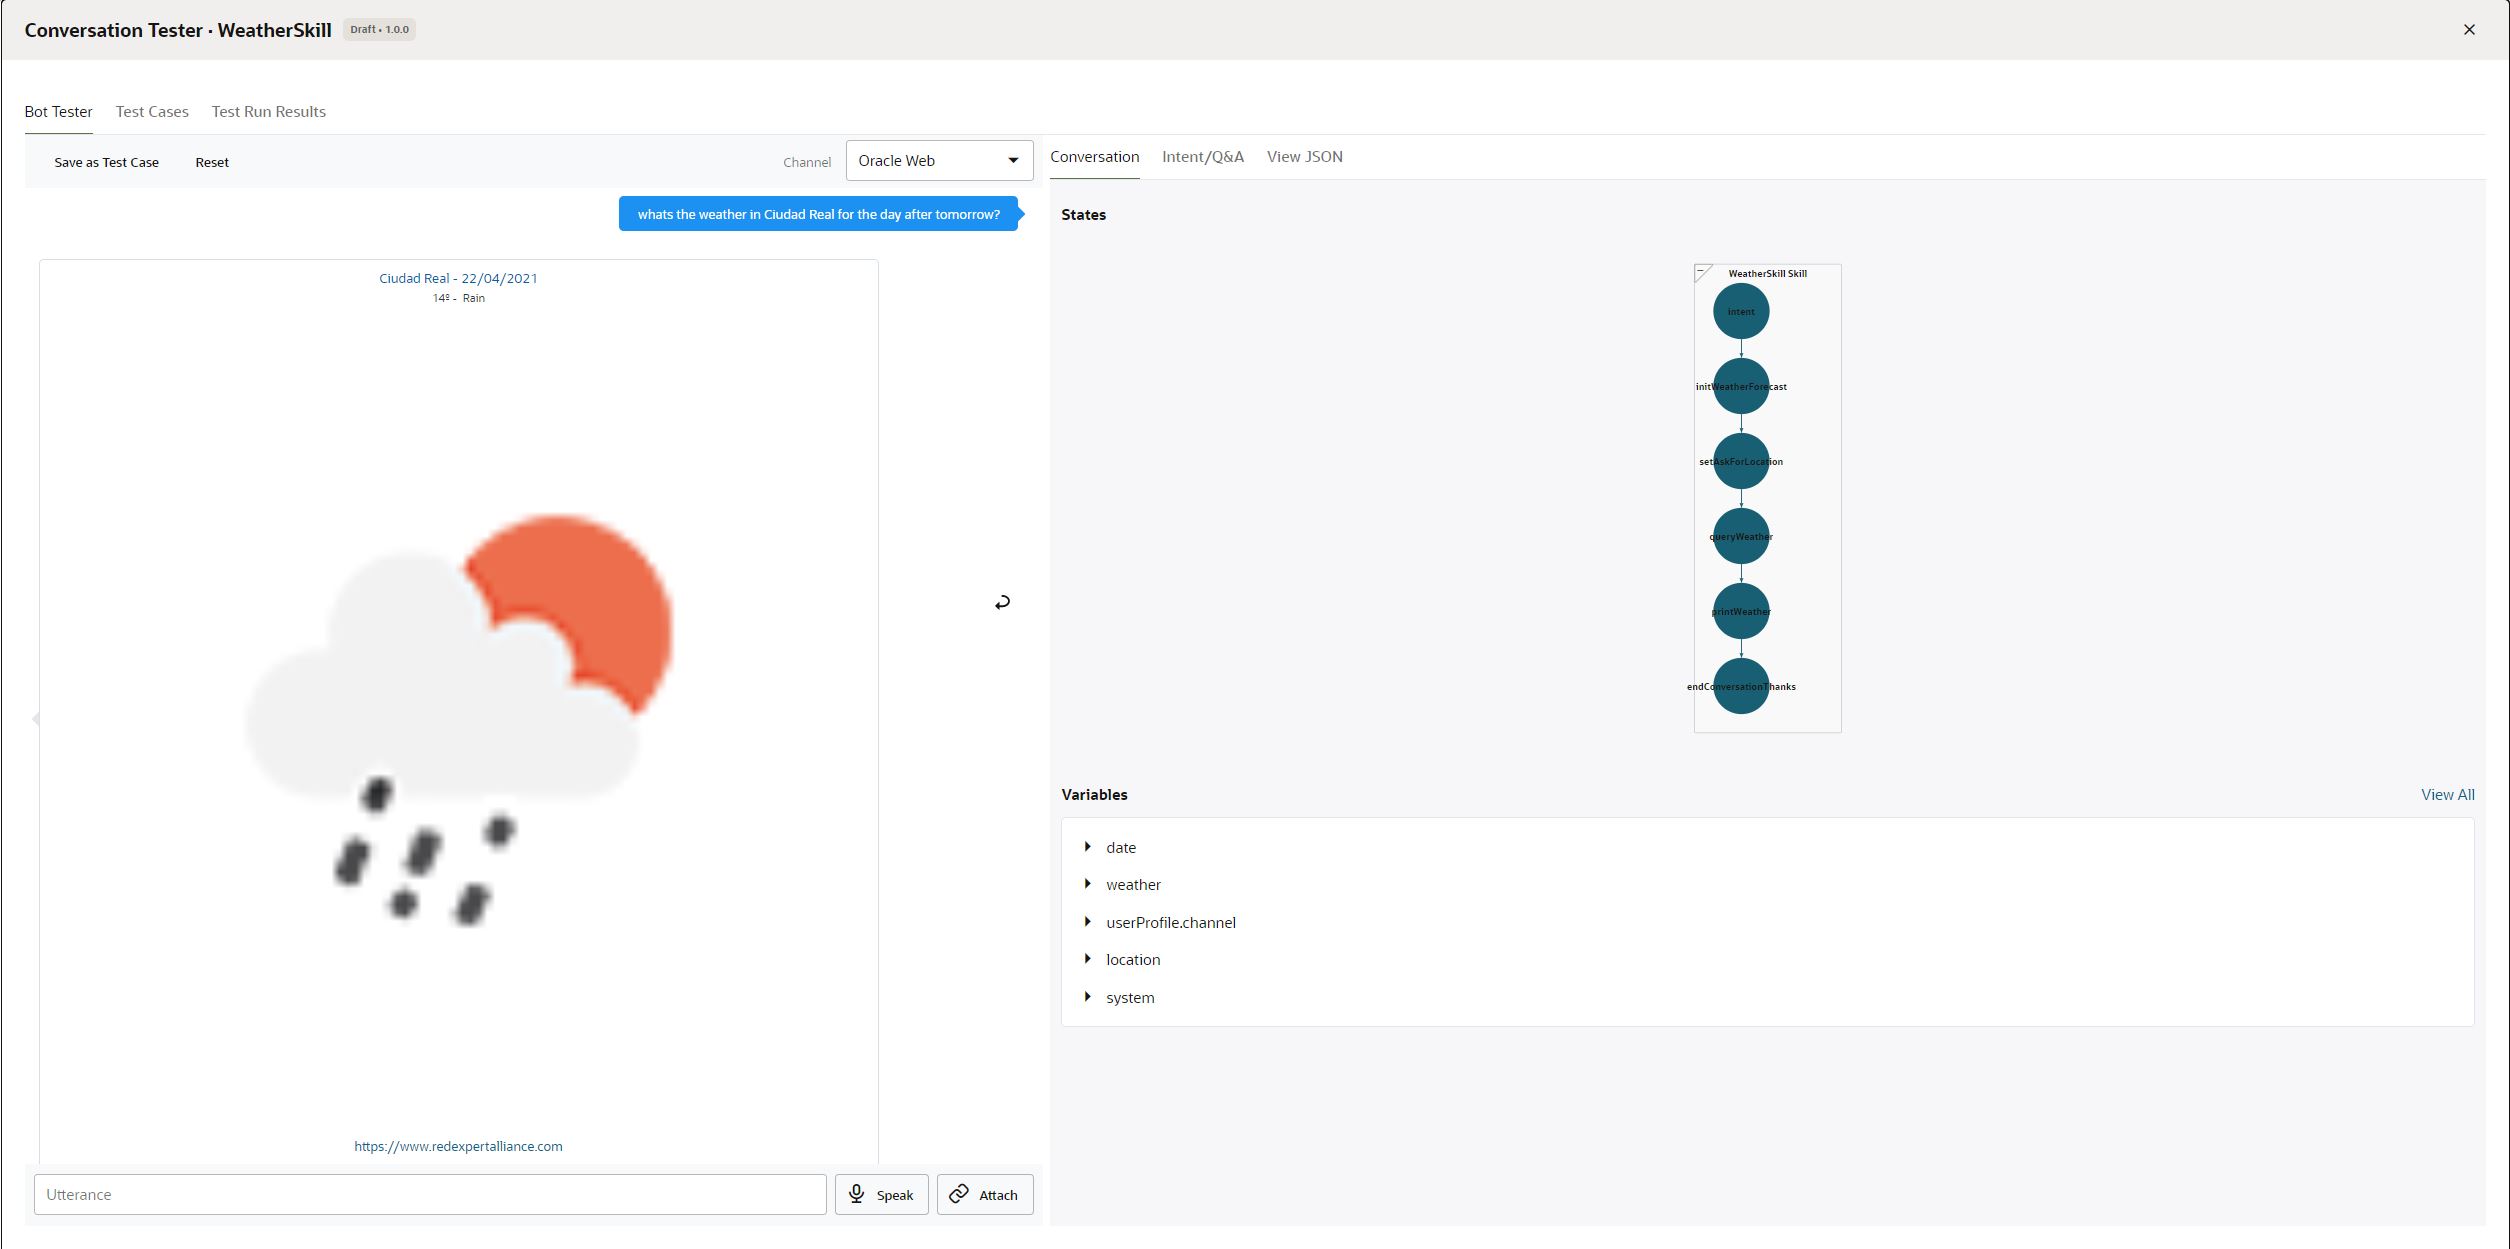 Conversation Tester · WeatherSkill Draft • 1.0.0
Bot Tester Test Cases Test Run Results
Save as Test Case Reset Channel Oracle Web
whats the weather in Ciudad Real for the day after tomorrow?
Ciudad Real - 22/04/2021
14º - Rain
https://www.redexpertalliance.com
Utterance Speak Attach
Conversation Intent/Q&A View JSON
States
WeatherSkill Skill
intent
initWeatherForecast
setAskForLocation
queryWeather
printWeather
endConversationThanks
Variables View All
date
weather
userProfile.channel
location
system